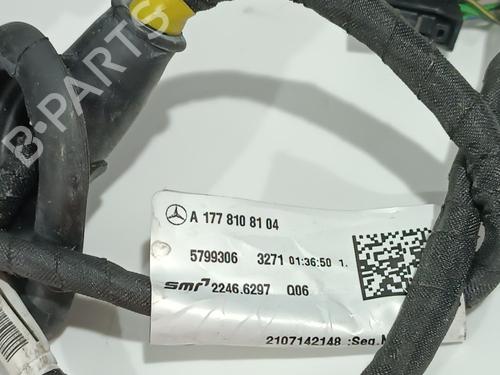 B-PARTS
A 177 810 81 04
5799306 3271 01:36:50 1.
smr 2246.6297 Q06
2107142148 :Seq.